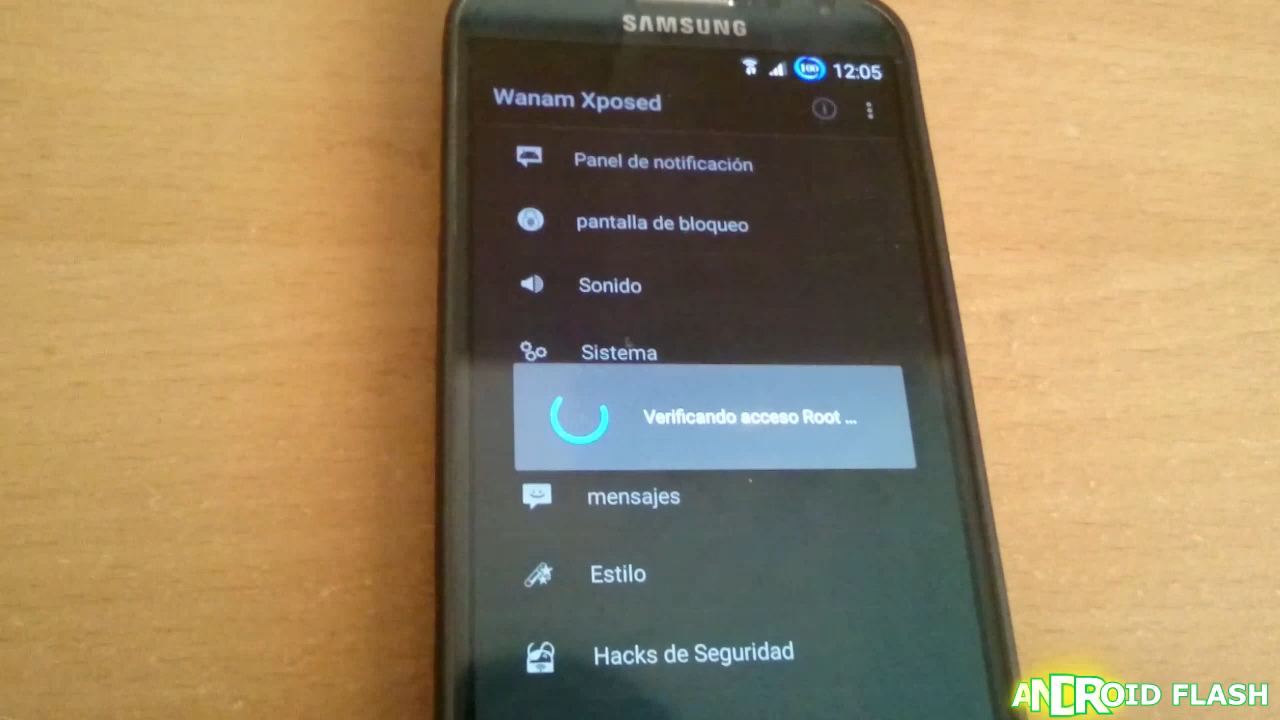 SAMSUNG
100 12:05
Wanam Xposed
Panel de notificación
pantalla de bloqueo
Sonido
Sistema
Verificando acceso Root ...
mensajes
Estilo
Hacks de Seguridad
ANDROID FLASH